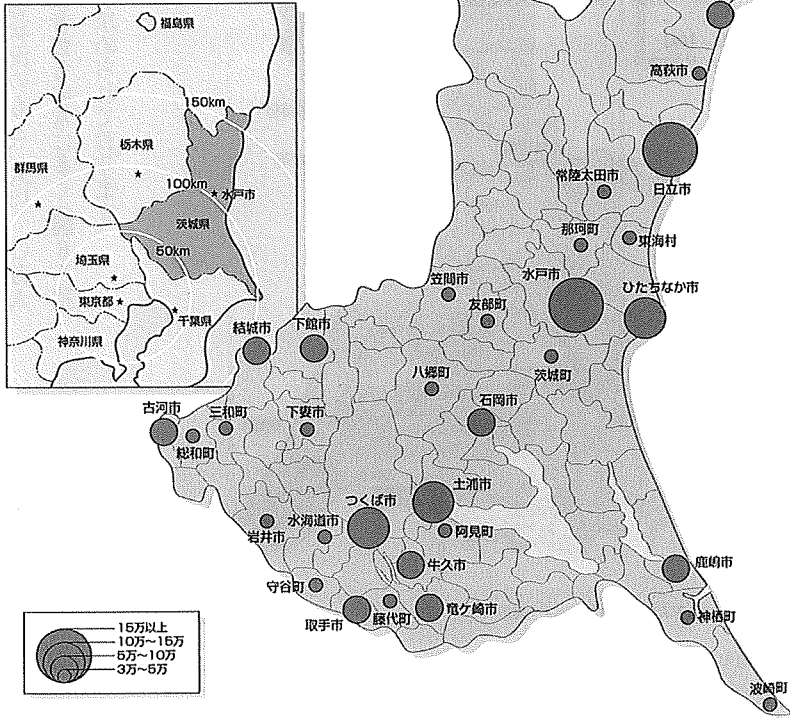 福島県
150km
栃木県
群馬県
100km
水戸市
茨城県
50km
埼玉県
東京都
千葉県
神奈川県
高萩市
日立市
常陸太田市
那珂町
東海村
水戸市
ひたちなか市
笠間市
友部町
茨城町
結城市
下館市
八郷町
石岡市
古河市
三和町
下妻市
総和町
土浦市
つくば市
阿見町
岩井市
水海道市
牛久市
守谷町
取手市
藤代町
竜ケ崎市
鹿嶋市
神栖町
波崎町
15万以上
10万〜15万
5万〜10万
3万〜5万